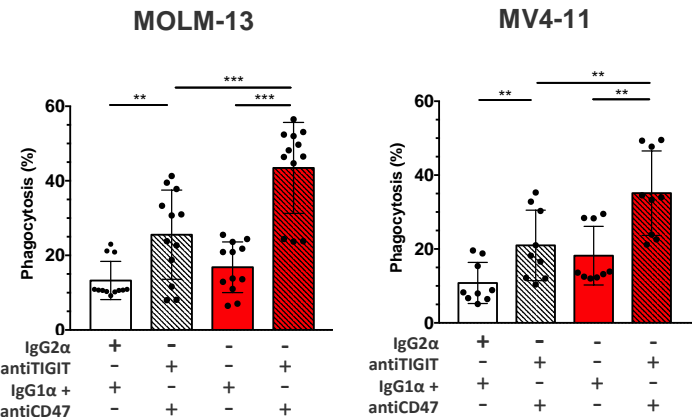 MOLM-13
***
** ***
60
40
20
0
Phagocytosis (%)
IgG2α + - - -
antiTIGIT - + - +
IgG1α + + - + -
antiCD47 - + - +
MV4-11
**
** **
60
40
20
0
Phagocytosis (%)
IgG2α + - - -
antiTIGIT - + - +
IgG1α + + - + -
antiCD47 - + - +